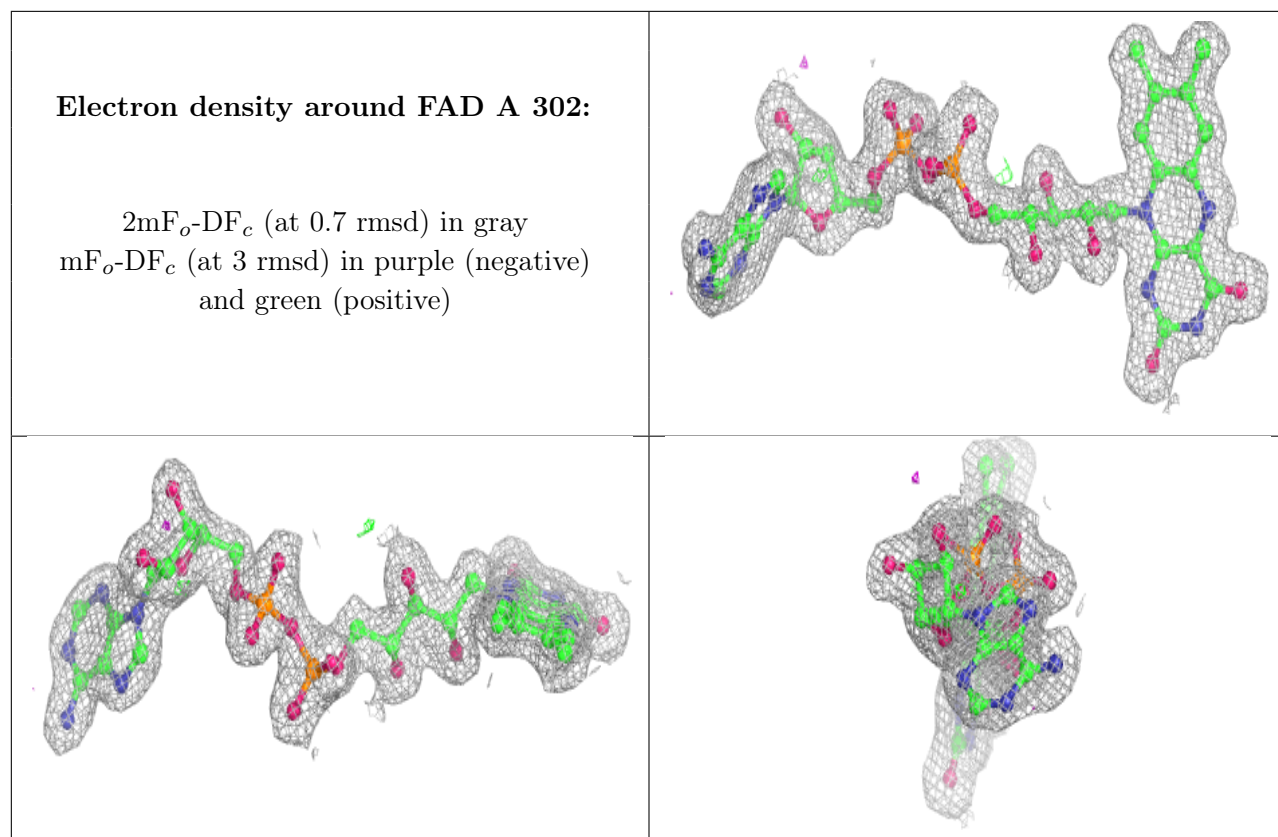 Electron density around FAD A 302:
2mFo-DFc (at 0.7 rmsd) in gray
mFo-DFc (at 3 rmsd) in purple (negative)
and green (positive)